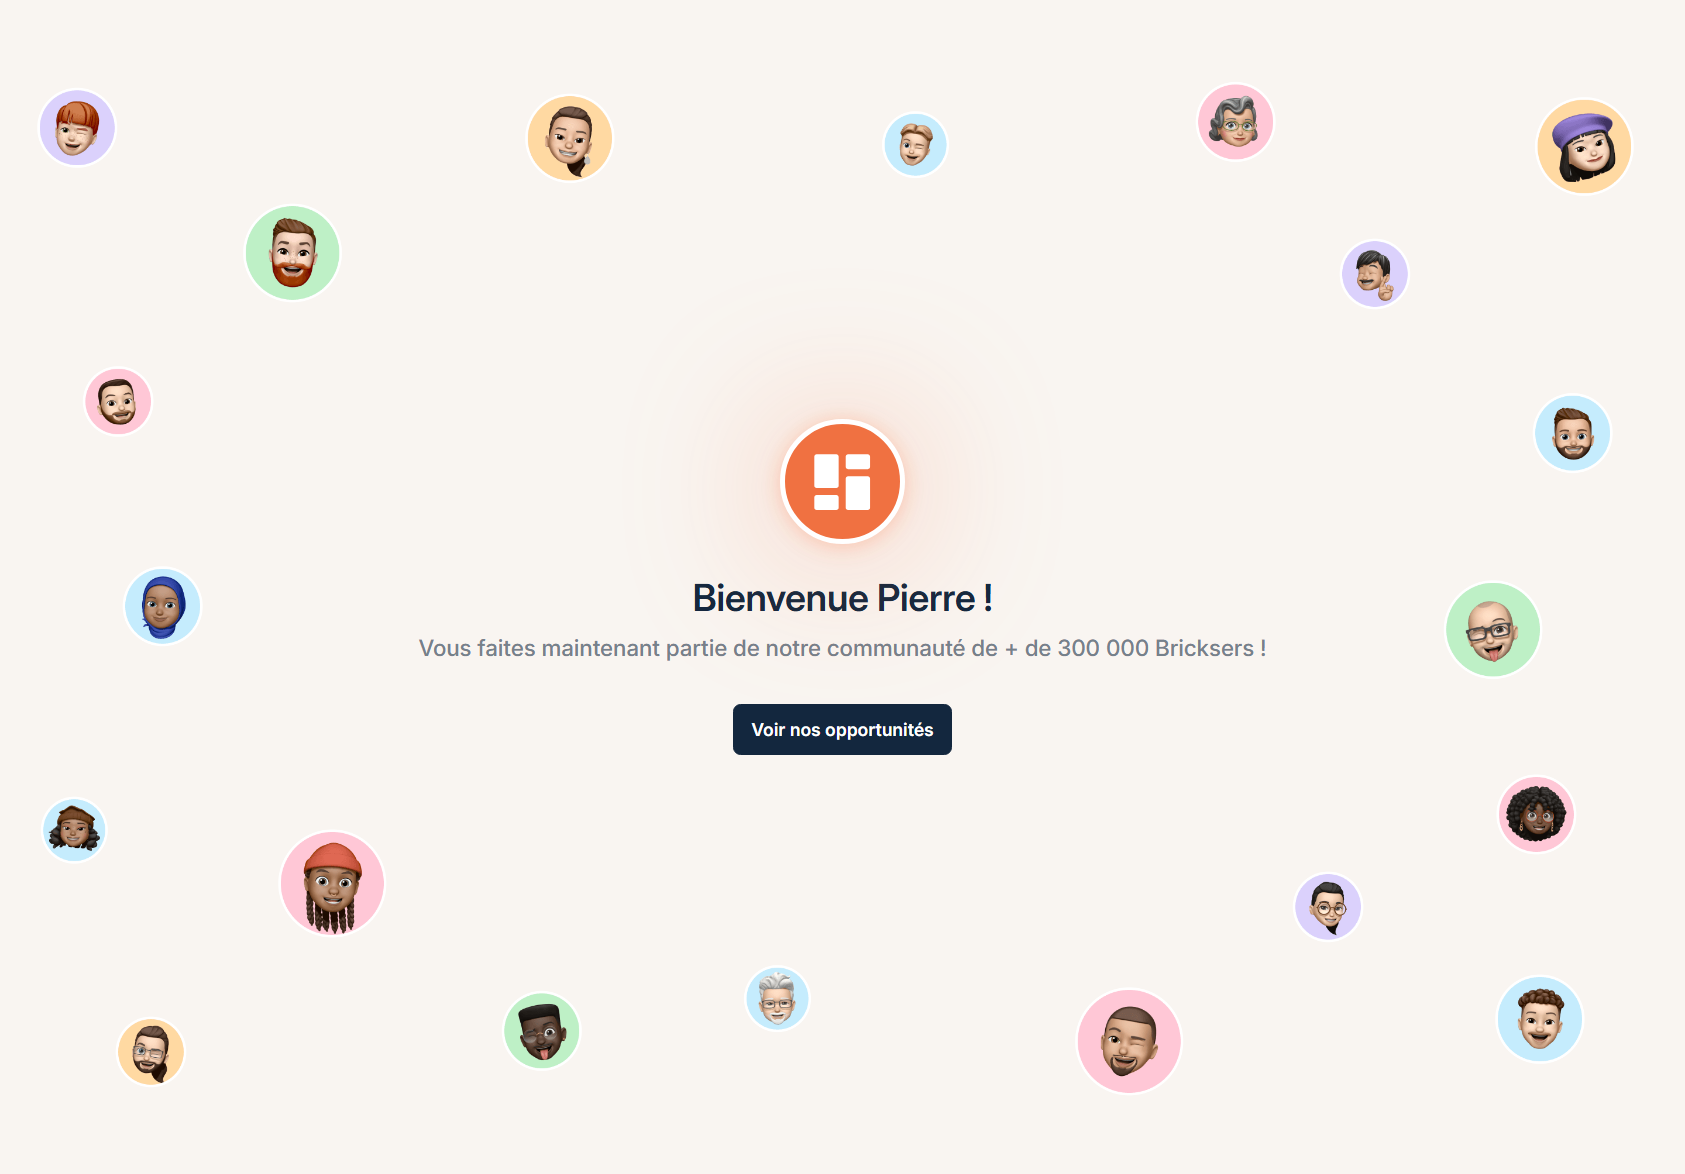 Bienvenue Pierre !
Vous faites maintenant partie de notre communauté de + de 300 000 Bricksers !
Voir nos opportunités